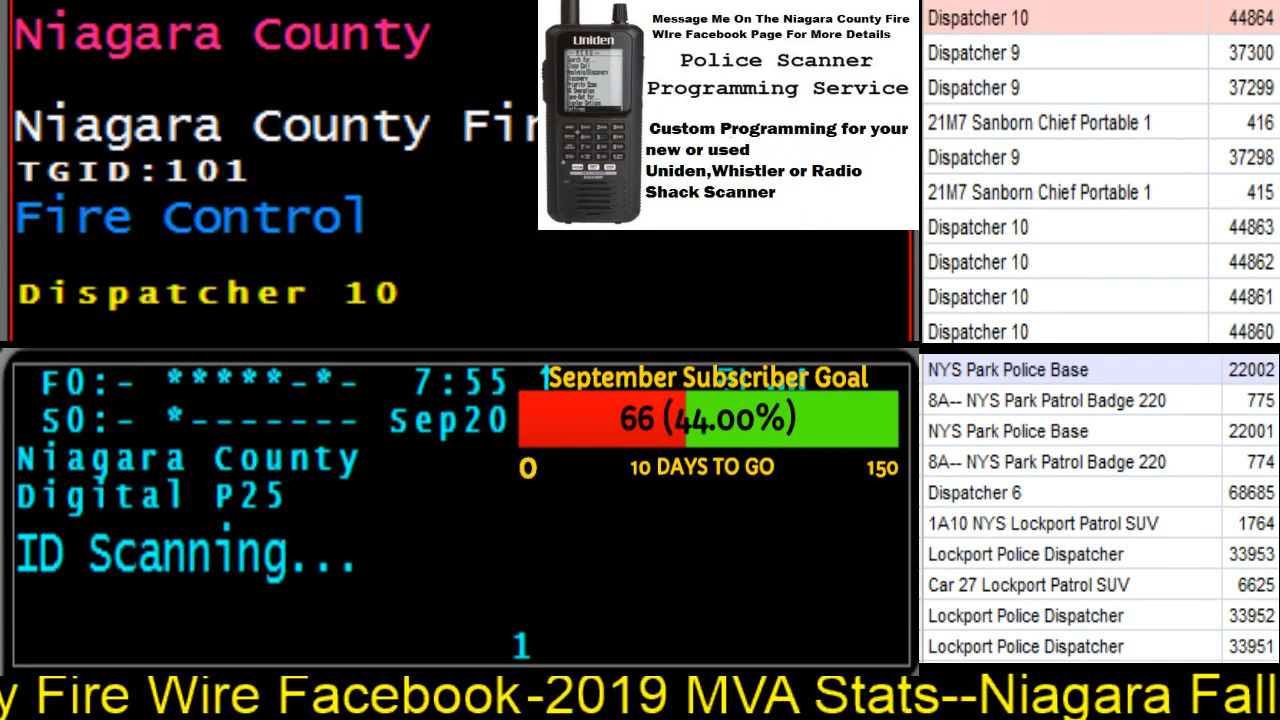 Niagara County
Niagara County Fir
TGID:101
Fire Control
Dispatcher 10
Uniden
Message Me On The Niagara County Fire
WIre Facebook Page For More Details
Police Scanner
Programming Service
Custom Programming for your
new or used
Uniden,Whistler or Radio
Shack Scanner
Dispatcher 10 44864
Dispatcher 9 37300
Dispatcher 9 37299
21M7 Sanborn Chief Portable 1 416
Dispatcher 9 37298
21M7 Sanborn Chief Portable 1 415
Dispatcher 10 44863
Dispatcher 10 44862
Dispatcher 10 44861
Dispatcher 10 44860
F0:- *****-*- 7:55
S0:- *------- Sep20
Niagara County
Digital P25
ID Scanning...
1
September Subscriber Goal
66 (44.00%)
0 10 DAYS TO GO 150
NYS Park Police Base 22002
8A-- NYS Park Patrol Badge 220 775
NYS Park Police Base 22001
8A-- NYS Park Patrol Badge 220 774
Dispatcher 6 68685
1A10 NYS Lockport Patrol SUV 1764
Lockport Police Dispatcher 33953
Car 27 Lockport Patrol SUV 6625
Lockport Police Dispatcher 33952
Lockport Police Dispatcher 33951
y Fire Wire Facebook-2019 MVA Stats--Niagara Fall